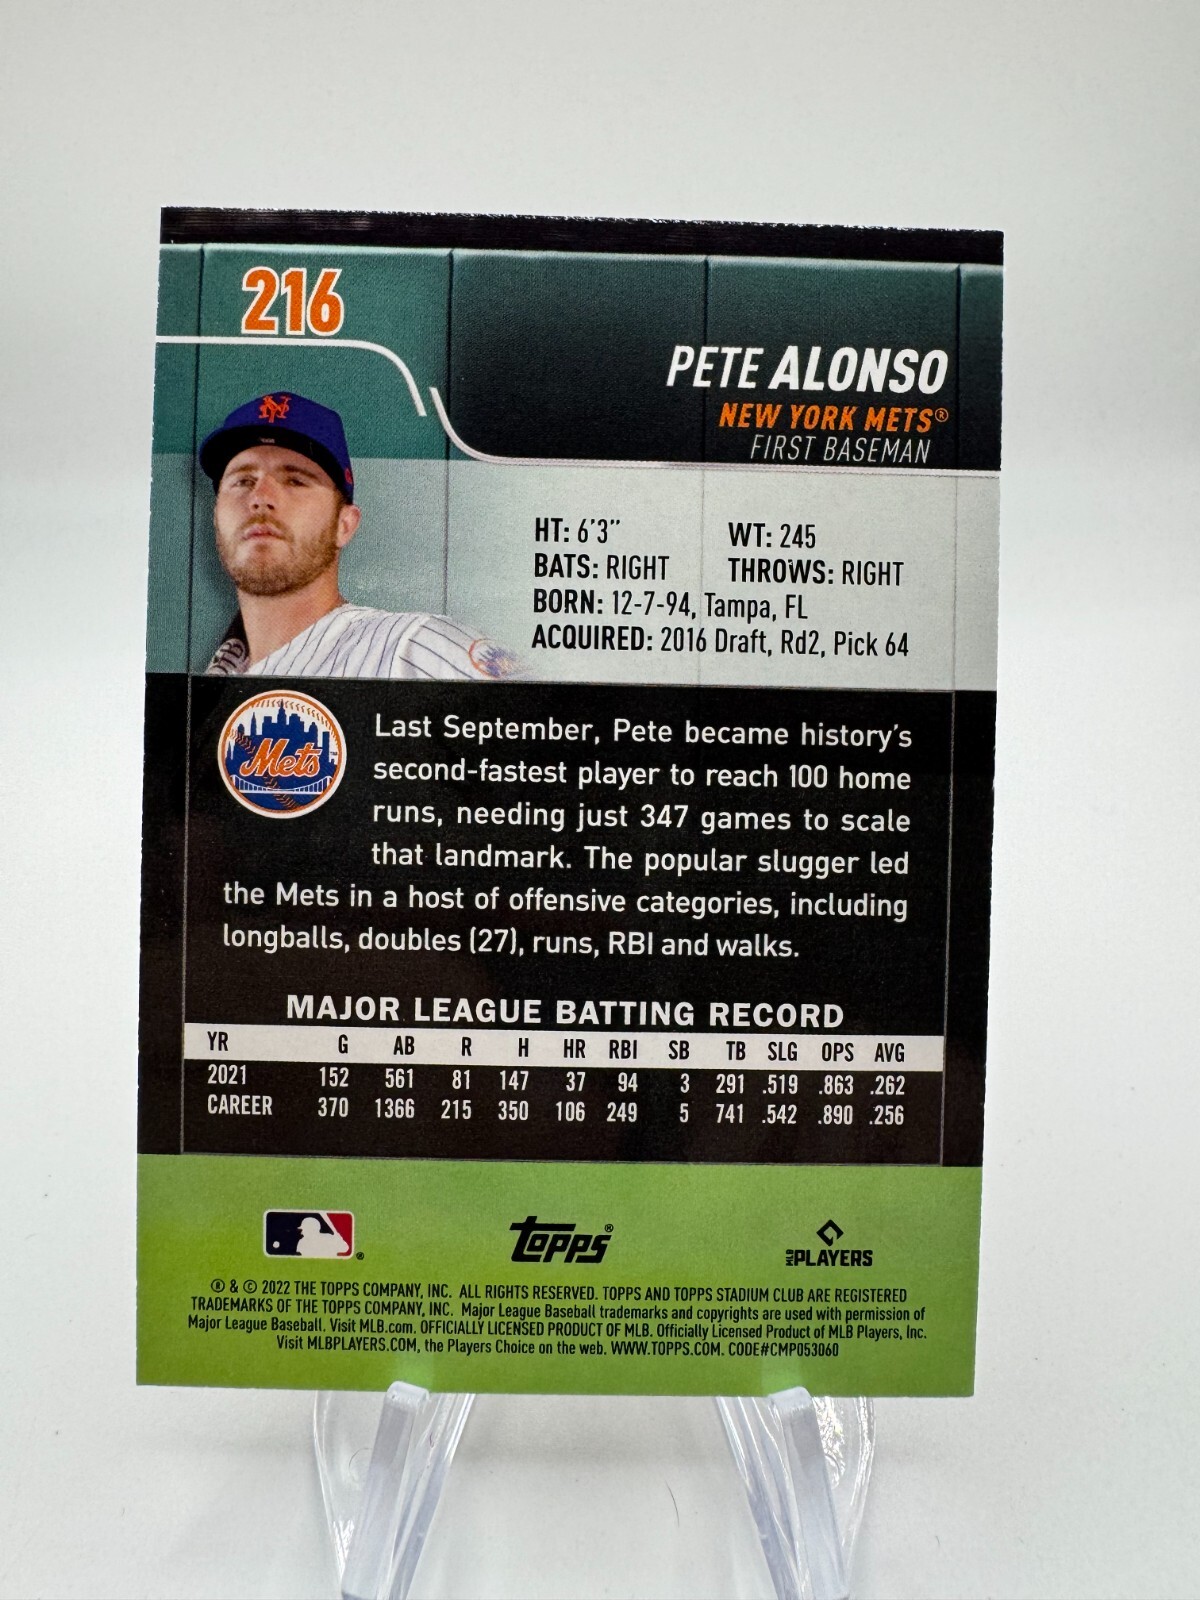 216
PETE ALONSO
NEW YORK METS®
FIRST BASEMAN
NY
HT: 6'3" WT: 245
BATS: RIGHT THROWS: RIGHT
BORN: 12-7-94, Tampa, FL
ACQUIRED: 2016 Draft, Rd2, Pick 64
Mets
Last September, Pete became history's
second-fastest player to reach 100 home
runs, needing just 347 games to scale
that landmark. The popular slugger led
the Mets in a host of offensive categories, including
longballs, doubles (27), runs, RBI and walks.
MAJOR LEAGUE BATTING RECORD
YR G AB R H HR RBI SB TB SLG OPS AVG
2021 152 561 81 147 37 94 3 291 .519 .863 .262
CAREER 370 1366 215 350 106 249 5 741 .542 .890 .256
®
topps®
MLB PLAYERS
® & © 2022 THE TOPPS COMPANY, INC. ALL RIGHTS RESERVED. TOPPS AND TOPPS STADIUM CLUB ARE REGISTERED
TRADEMARKS OF THE TOPPS COMPANY, INC. Major League Baseball trademarks and copyrights are used with permission of
Major League Baseball. Visit MLB.com. OFFICIALLY LICENSED PRODUCT OF MLB. Officially Licensed Product of MLB Players, Inc.
Visit MLBPLAYERS.COM, the Players Choice on the web. WWW.TOPPS.COM. CODE#CMP053060